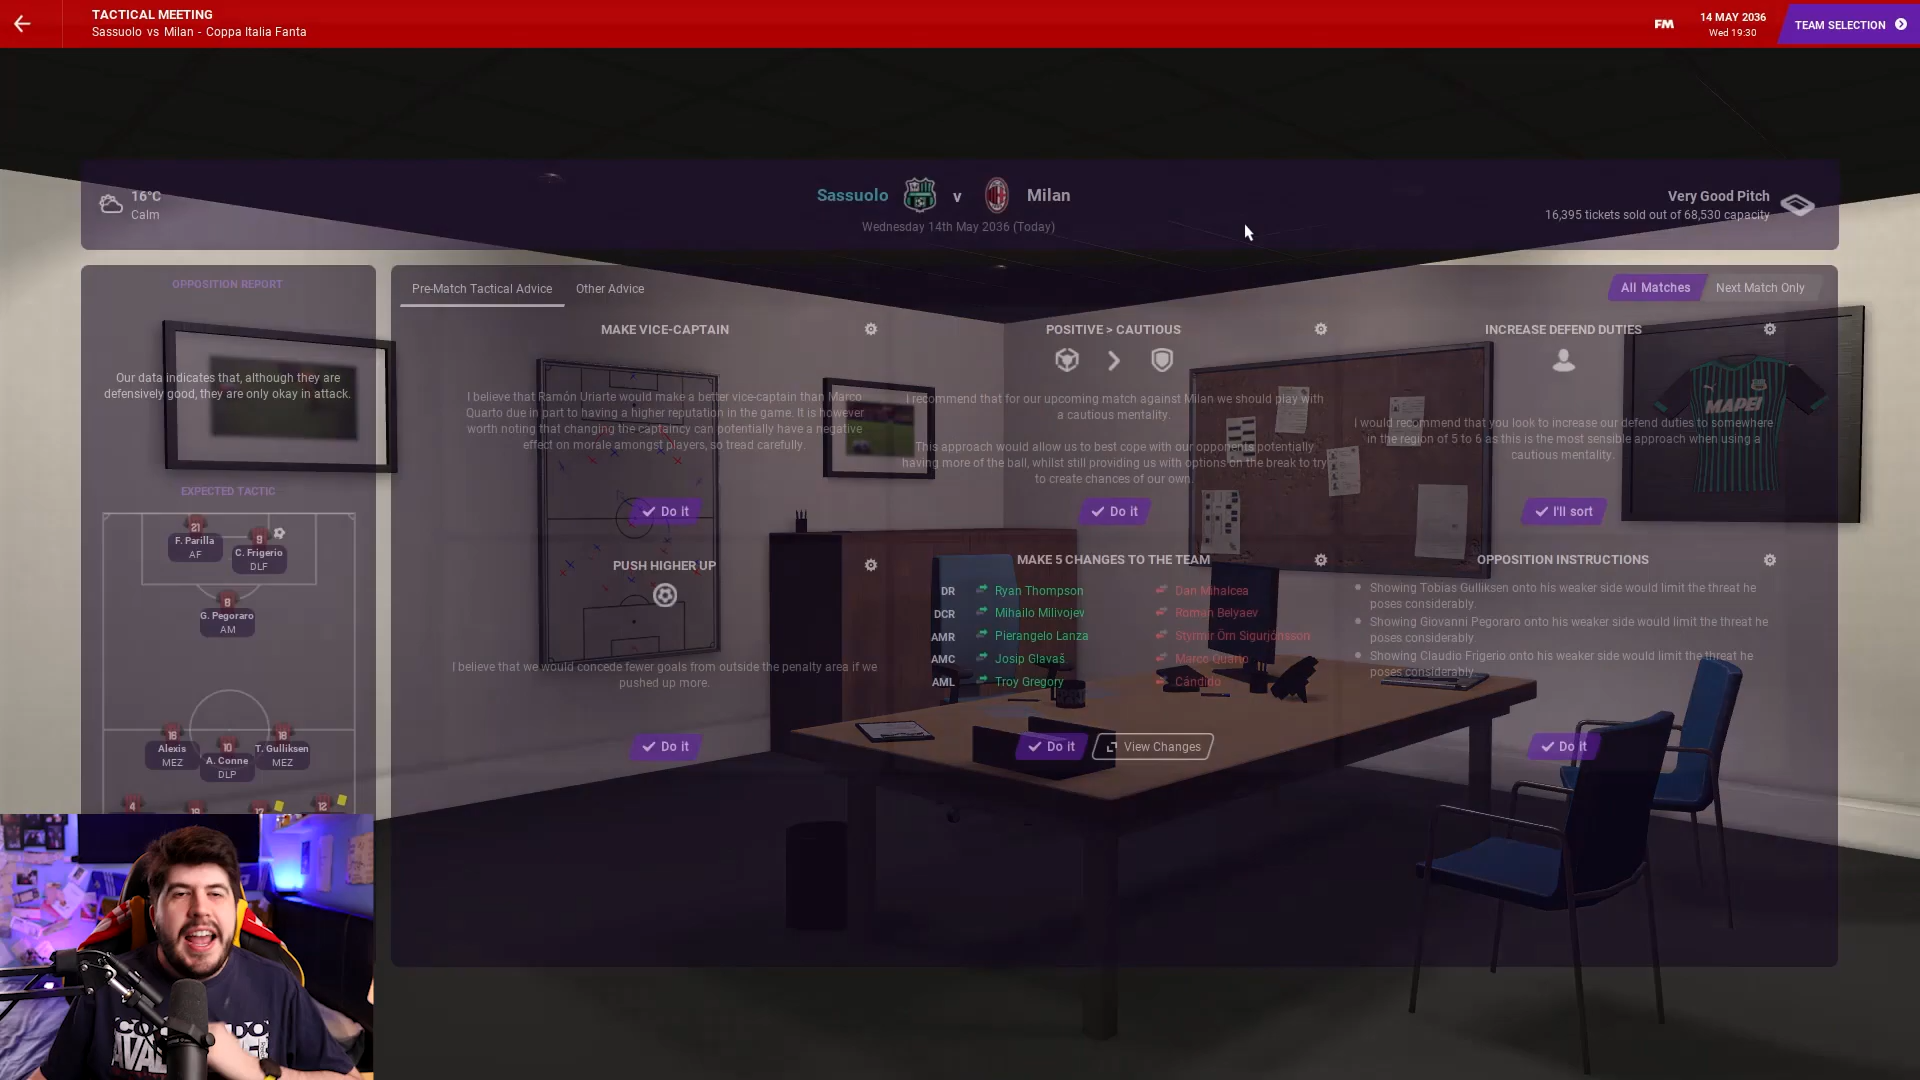 TACTICAL MEETING
Sassuolo vs Milan - Coppa Italia Fanta
FM
14 MAY 2036
Wed 19:30
TEAM SELECTION
16°C
Calm
Sassuolo v Milan
Wednesday 14th May 2036 (Today)
Very Good Pitch
16,395 tickets sold out of 68,530 capacity
OPPOSITION REPORT
Our data indicates that, although they are
defensively good, they are only okay in attack.
EXPECTED TACTIC
21
F. Parilla
AF
9
C. Frigerio
DLF
8
G. Pegoraro
AM
16
Alexis
MEZ
10
A. Conne
DLP
18
T. Gulliksen
MEZ
4
19
17
12
Pre-Match Tactical Advice
Other Advice
All Matches
Next Match Only
MAKE VICE-CAPTAIN
I believe that Ramón Uriarte would make a better vice-captain than Marco
Quarto due in part to having a higher reputation in the game. It is however
worth noting that changing the captaincy can potentially have a negative
effect on morale amongst players, so tread carefully.
Do it
POSITIVE > CAUTIOUS
I recommend that for our upcoming match against Milan we should play with
a cautious mentality.
This approach would allow us to best cope with our opponents potentially
having more of the ball, whilst still providing us with options on the break to try
to create chances of our own.
Do it
INCREASE DEFEND DUTIES
I would recommend that you look to increase our defend duties to somewhere
in the region of 5 to 6 as this is the most sensible approach when using a
cautious mentality.
I'll sort
MAPEI
PUSH HIGHER UP
I believe that we would concede fewer goals from outside the penalty area if we
pushed up more.
Do it
MAKE 5 CHANGES TO THE TEAM
DR Ryan Thompson Dan Mihalcea
DCR Mihailo Milivojev Roman Belyaev
AMR Pierangelo Lanza Styrmir Örn Sigurjónsson
AMC Josip Glavaš Marco Quarto
AML Troy Gregory Cándido
Do it
View Changes
OPPOSITION INSTRUCTIONS
Showing Tobias Gulliksen onto his weaker side would limit the threat he
poses considerably.
Showing Giovanni Pegoraro onto his weaker side would limit the threat he
poses considerably
Showing Claudio Frigerio onto his weaker side would limit the threat he
poses considerably
Do it